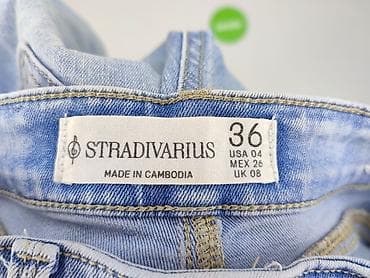 STRADIVARIUS
MADE IN CAMBODIA
36
USA 04
MEX 26
UK 08